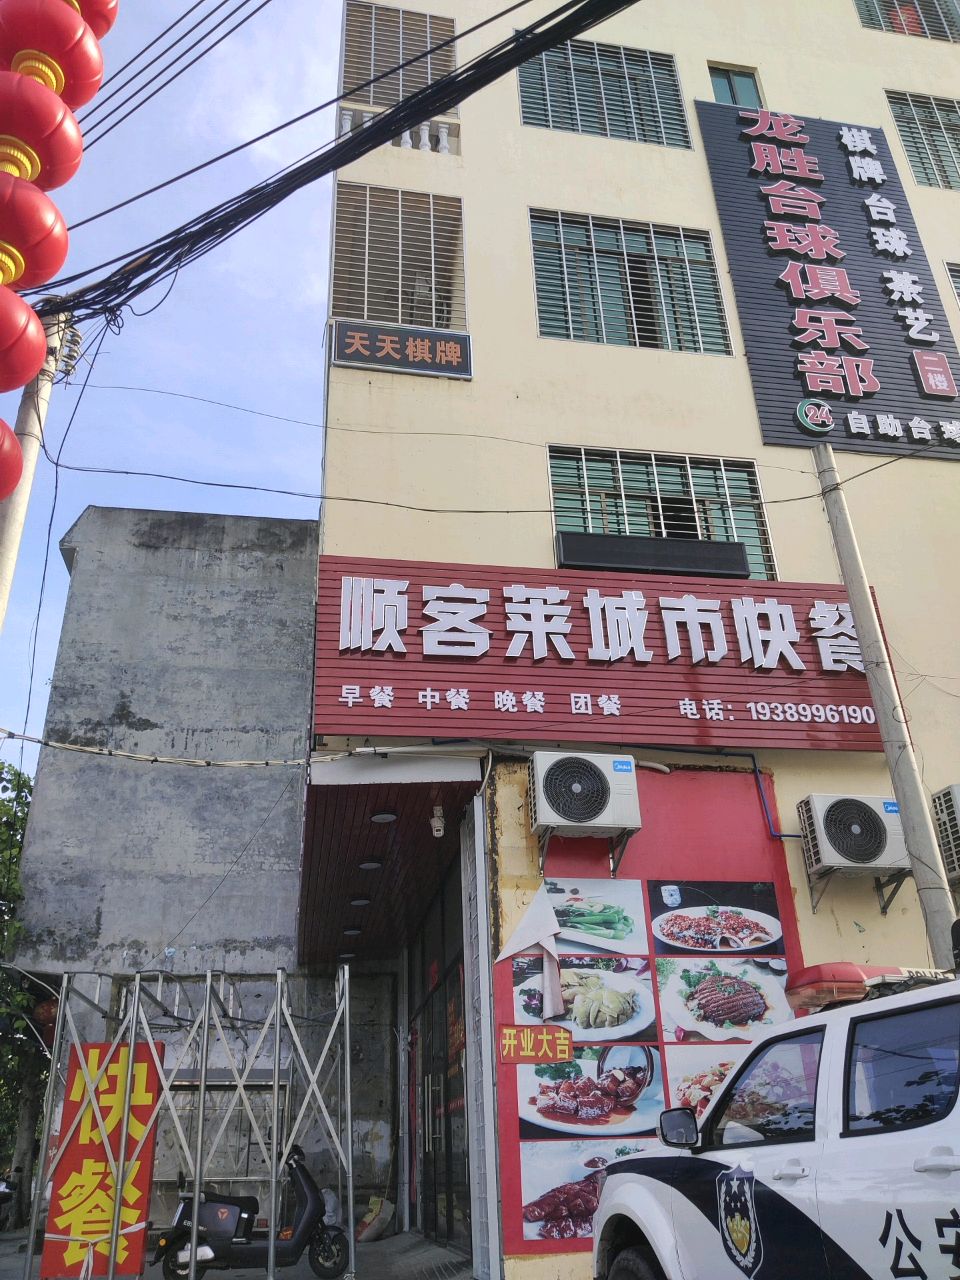 龙胜台球俱乐部
棋牌台球茶艺
二楼
24
自助台球
天天棋牌
顺客莱城市快餐
早餐 中餐 晚餐 团餐 电话：1938996190
Midea
开业大吉
快餐
公安